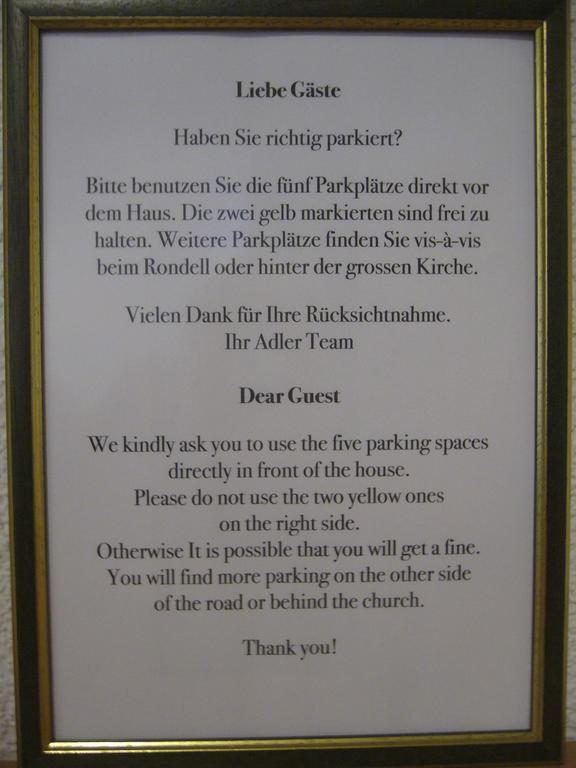 Liebe Gäste
Haben Sie richtig parkiert?
Bitte benutzen Sie die fünf Parkplätze direkt vor
dem Haus. Die zwei gelb markierten sind frei zu
halten. Weitere Parkplätze finden Sie vis-à-vis
beim Rondell oder hinter der grossen Kirche.
Vielen Dank für Ihre Rücksichtnahme.
Ihr Adler Team
Dear Guest
We kindly ask you to use the five parking spaces
directly in front of the house.
Please do not use the two yellow ones
on the right side.
Otherwise It is possible that you will get a fine.
You will find more parking on the other side
of the road or behind the church.
Thank you!